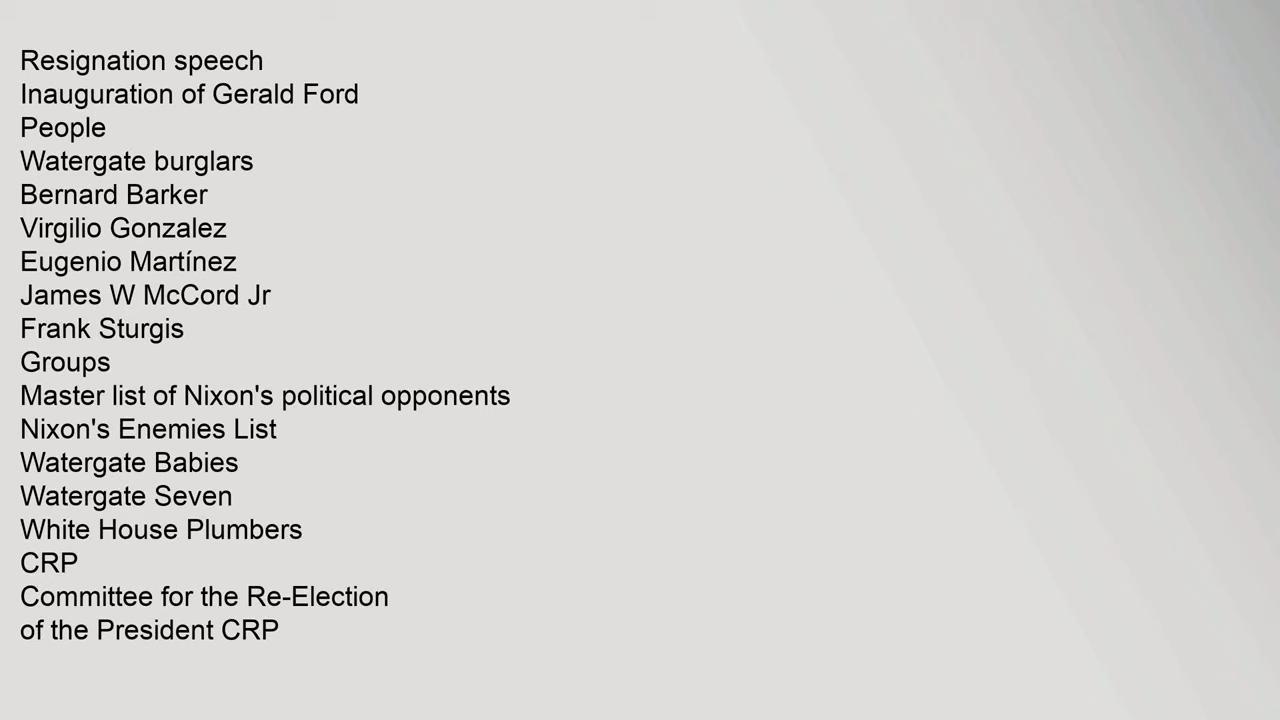 Resignation speech
Inauguration of Gerald Ford
People
Watergate burglars
Bernard Barker
Virgilio Gonzalez
Eugenio Martínez
James W McCord Jr
Frank Sturgis
Groups
Master list of Nixon's political opponents
Nixon's Enemies List
Watergate Babies
Watergate Seven
White House Plumbers
CRP
Committee for the Re-Election
of the President CRP